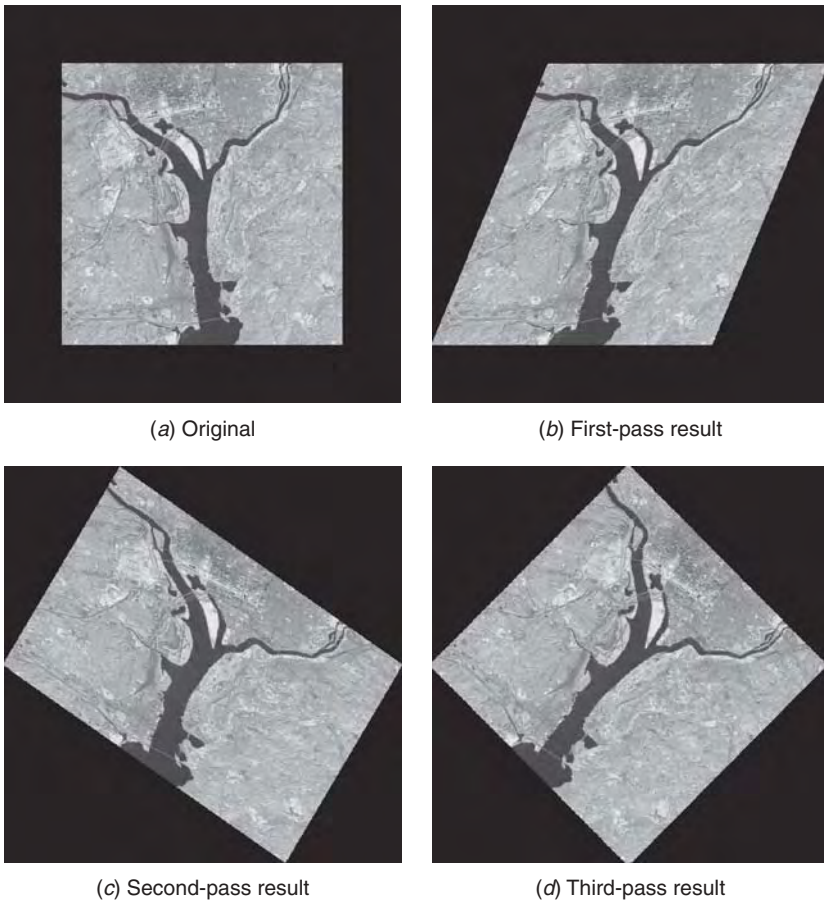 (a) Original
(b) First-pass result
(c) Second-pass result
(d) Third-pass result